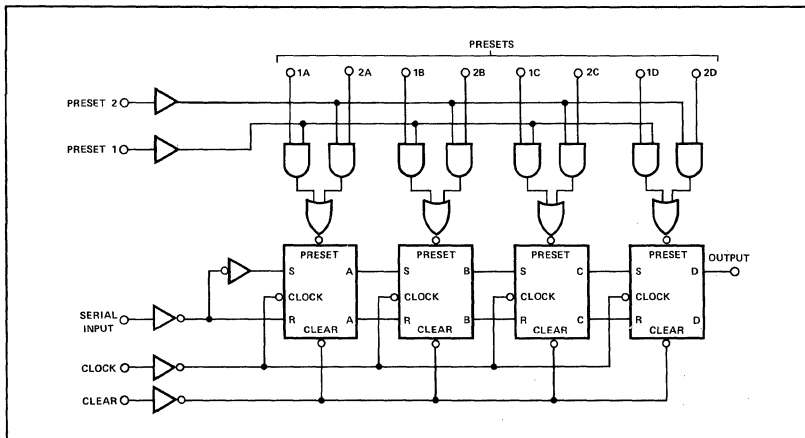 PRESETS
1A 2A 1B 2B 1C 2C 1D 2D
PRESET 2
PRESET 1
PRESET PRESET PRESET PRESET
OUTPUT
S A S B S C S D
CLOCK CLOCK CLOCK CLOCK
SERIAL INPUT
R A R B R C R D
CLEAR CLEAR CLEAR CLEAR
CLOCK
CLEAR